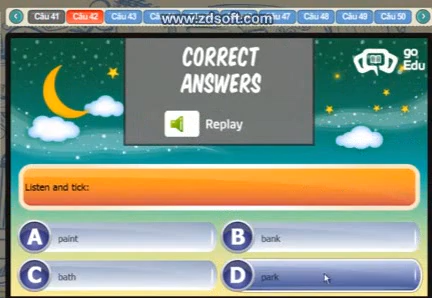 Câu 41 Câu 42 Câu 43 www.zdsoft.com Câu 47 Câu 48 Câu 49 Câu 50
CORRECT
ANSWERS
go
Edu
Replay
Listen and tick:
A paint
B bank
C bath
D park